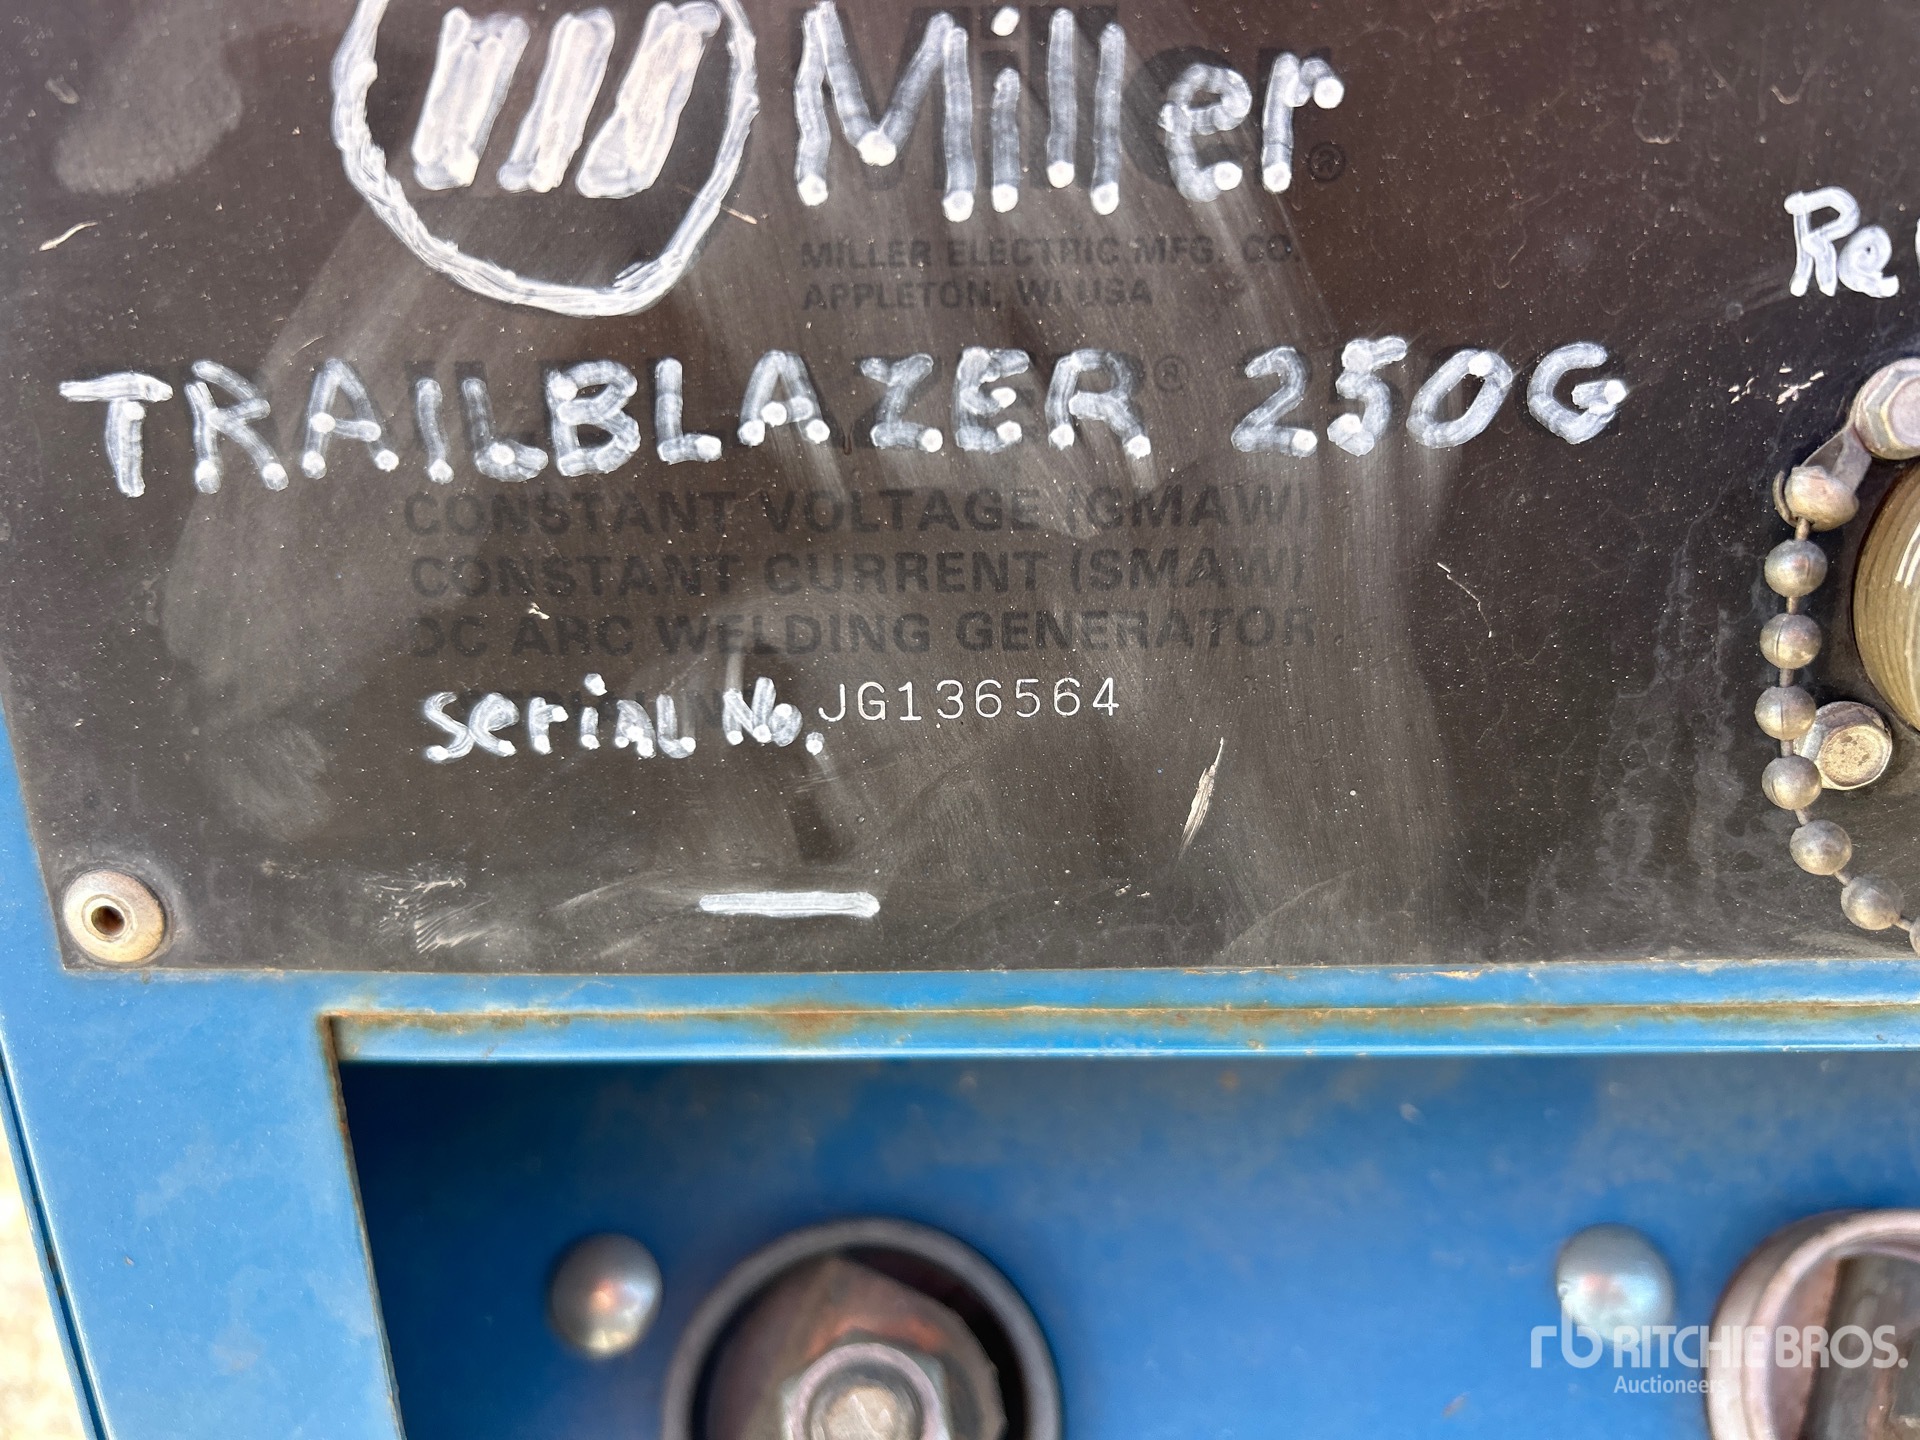 Miller®
MILLER ELECTRIC MFG. CO.
APPLETON, WI USA
Re
TRAILBLAZER® 250G
CONSTANT VOLTAGE (GMAW)
CONSTANT CURRENT (SMAW)
DC ARC WELDING GENERATOR
SeriAL No. JG136564
rb RITCHIE BROS.
Auctioneers